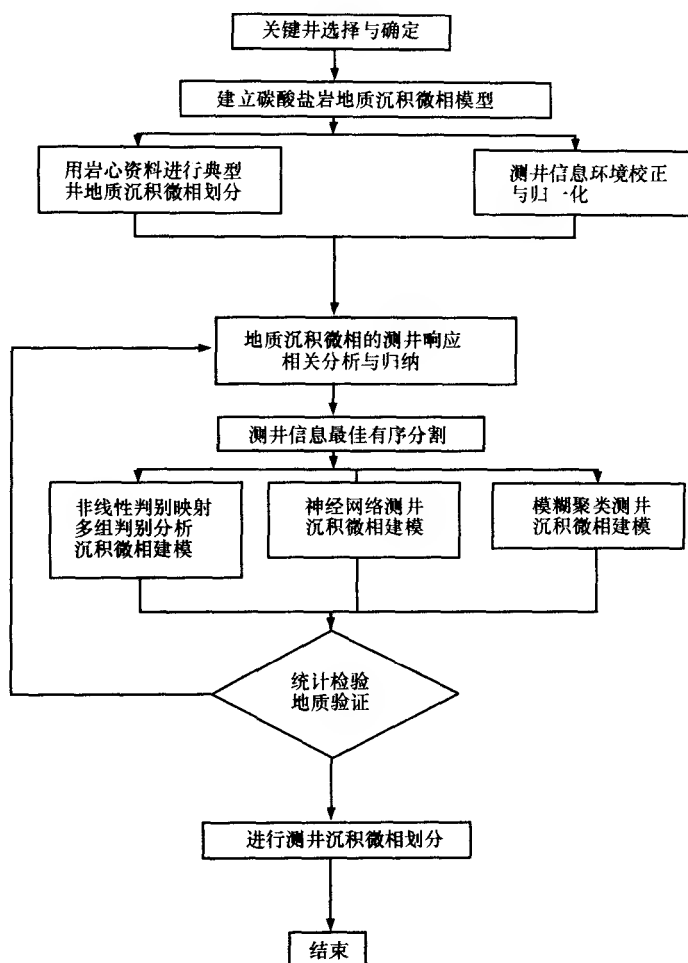 关键井选择与确定
建立碳酸盐岩地质沉积微相模型
用岩心资料进行典型
井地质沉积微相划分
测井信息环境校正
与归一化
地质沉积微相的测井响应
相关分析与归纳
测井信息最佳有序分割
非线性判别映射
多组判别分析
沉积微相建模
神经网络测井
沉积微相建模
模糊聚类测井
沉积微相建模
统计检验
地质验证
进行测井沉积微相划分
结束